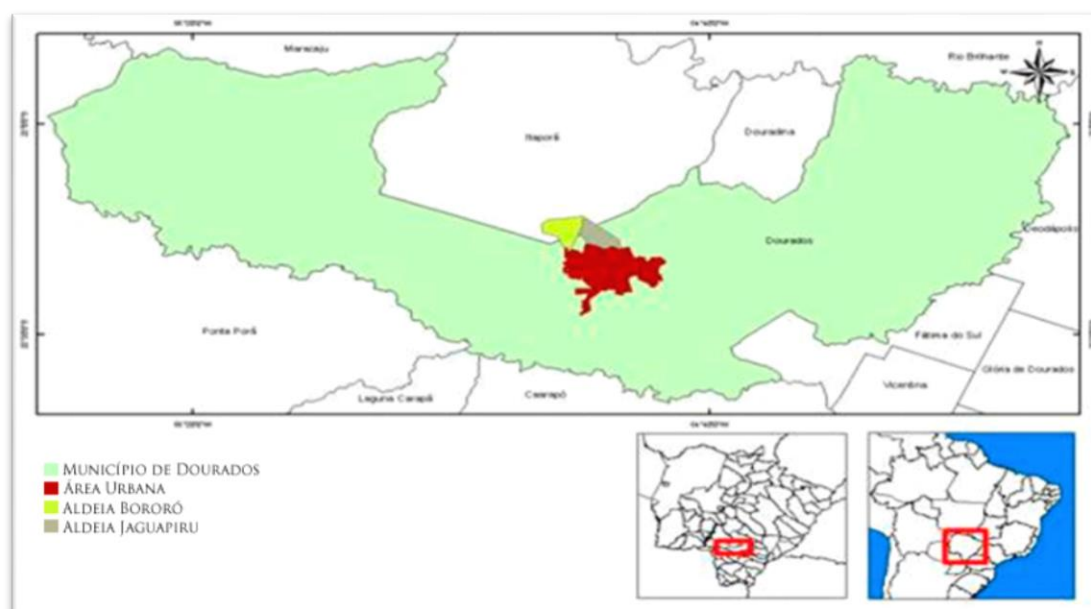 Maracaju
Rio Brilhante
Itaporã
Douradina
Deodápolis
Dourados
Ponta Porã
Fátima do Sul
Glória de Dourados
Vicentina
Laguna Carapã
Caarapó
Município de Dourados
Área Urbana
Aldeia Bororó
Aldeia Jaguapiru